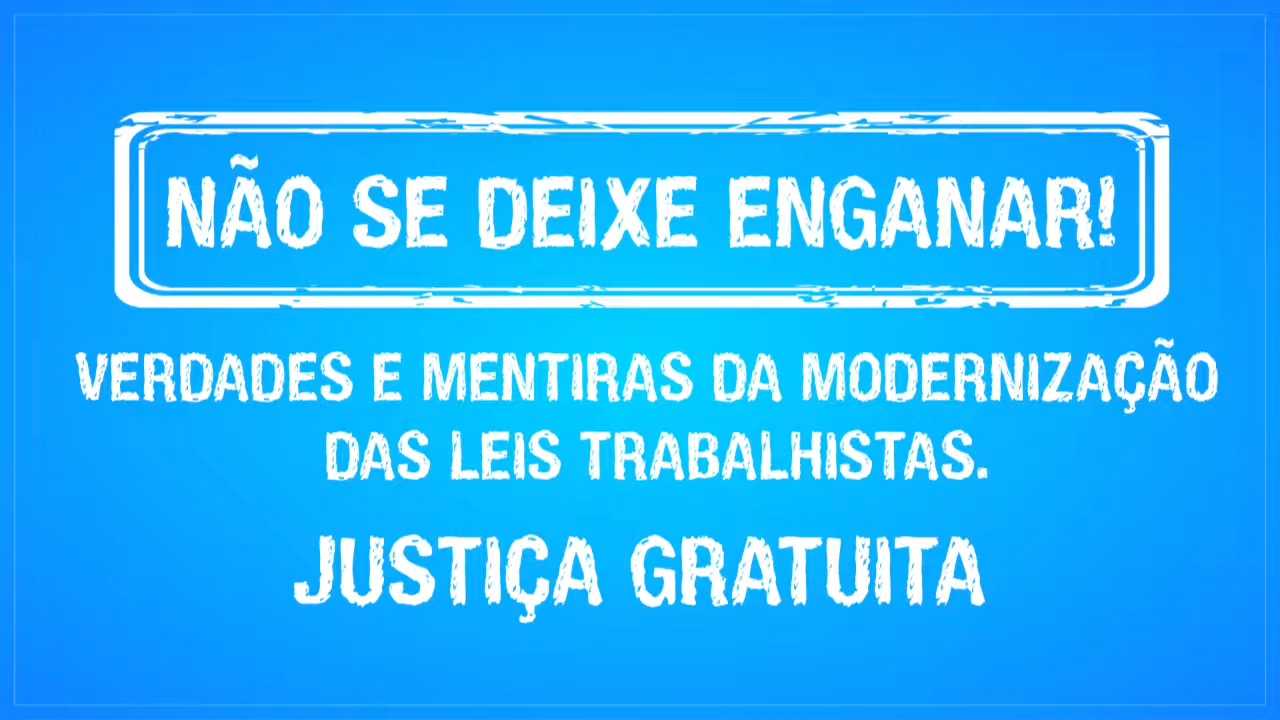 NÃO SE DEIXE ENGANAR!
VERDADES E MENTIRAS DA MODERNIZAÇÃO
DAS LEIS TRABALHISTAS.
JUSTIÇA GRATUITA